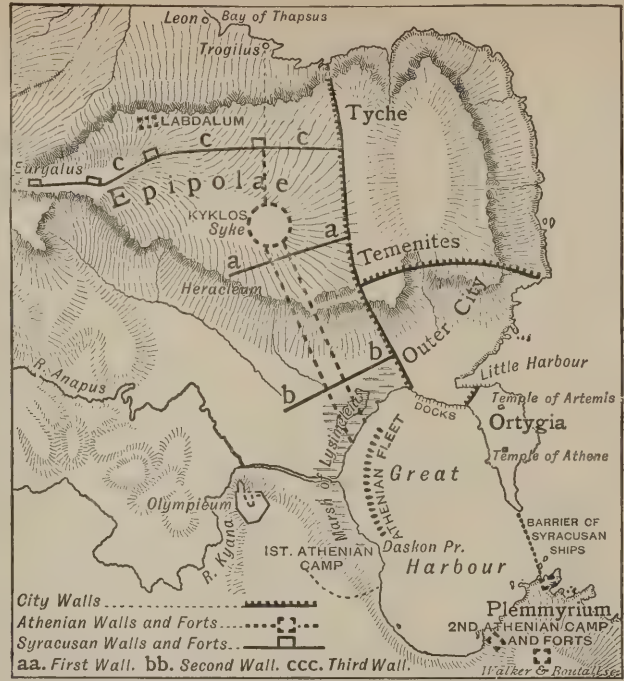 Leon
Bay of Thapsus
Trogilus
Tyche
LABDALUM
c c c
Euryalus
Epipolae
KYKLOS
Syke
a
a
Temenites
Heracleum
Outer City
b
b
Little Harbour
R. Anapus
DOCKS
Temple of Artemis
Ortygia
Marsh of Lysimeleia
ATHENIAN FLEET
Great
Harbour
Temple of Athene
Olympieum
R. Kyana
1ST. ATHENIAN
CAMP
Daskon Pr.
BARRIER OF
SYRACUSAN
SHIPS
Plemmyrium
2ND ATHENIAN CAMP
AND FORTS
City Walls
Athenian Walls and Forts
Syracusan Walls and Forts
aa. First Wall. bb. Second Wall. ccc. Third Wall.
Walker & Boutall sc.